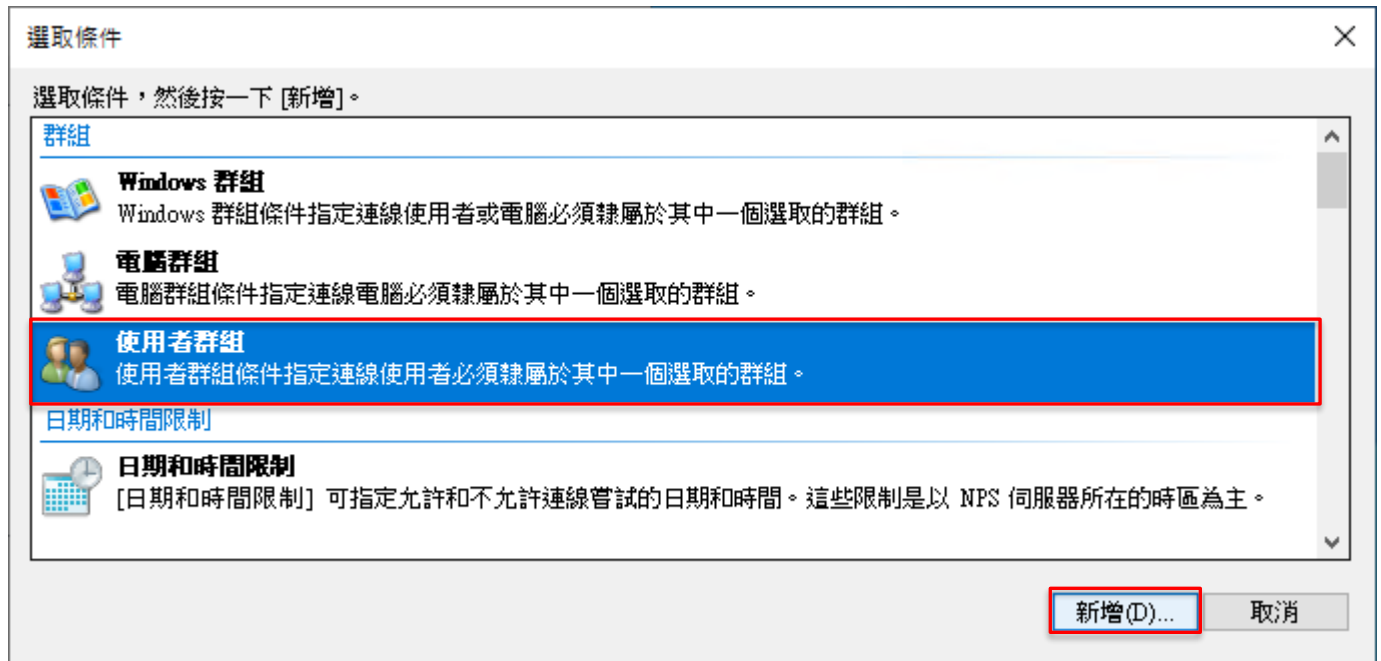 選取條件
選取條件，然後按一下 [新增]。
群組
Windows 群組
Windows 群組條件指定連線使用者或電腦必須隸屬於其中一個選取的群組。
電腦群組
電腦群組條件指定連線電腦必須隸屬於其中一個選取的群組。
使用者群組
使用者群組條件指定連線使用者必須隸屬於其中一個選取的群組。
日期和時間限制
日期和時間限制
[日期和時間限制] 可指定允許和不允許連線嘗試的日期和時間。這些限制是以 NPS 伺服器所在的時區為主。
新增(D)... 取消